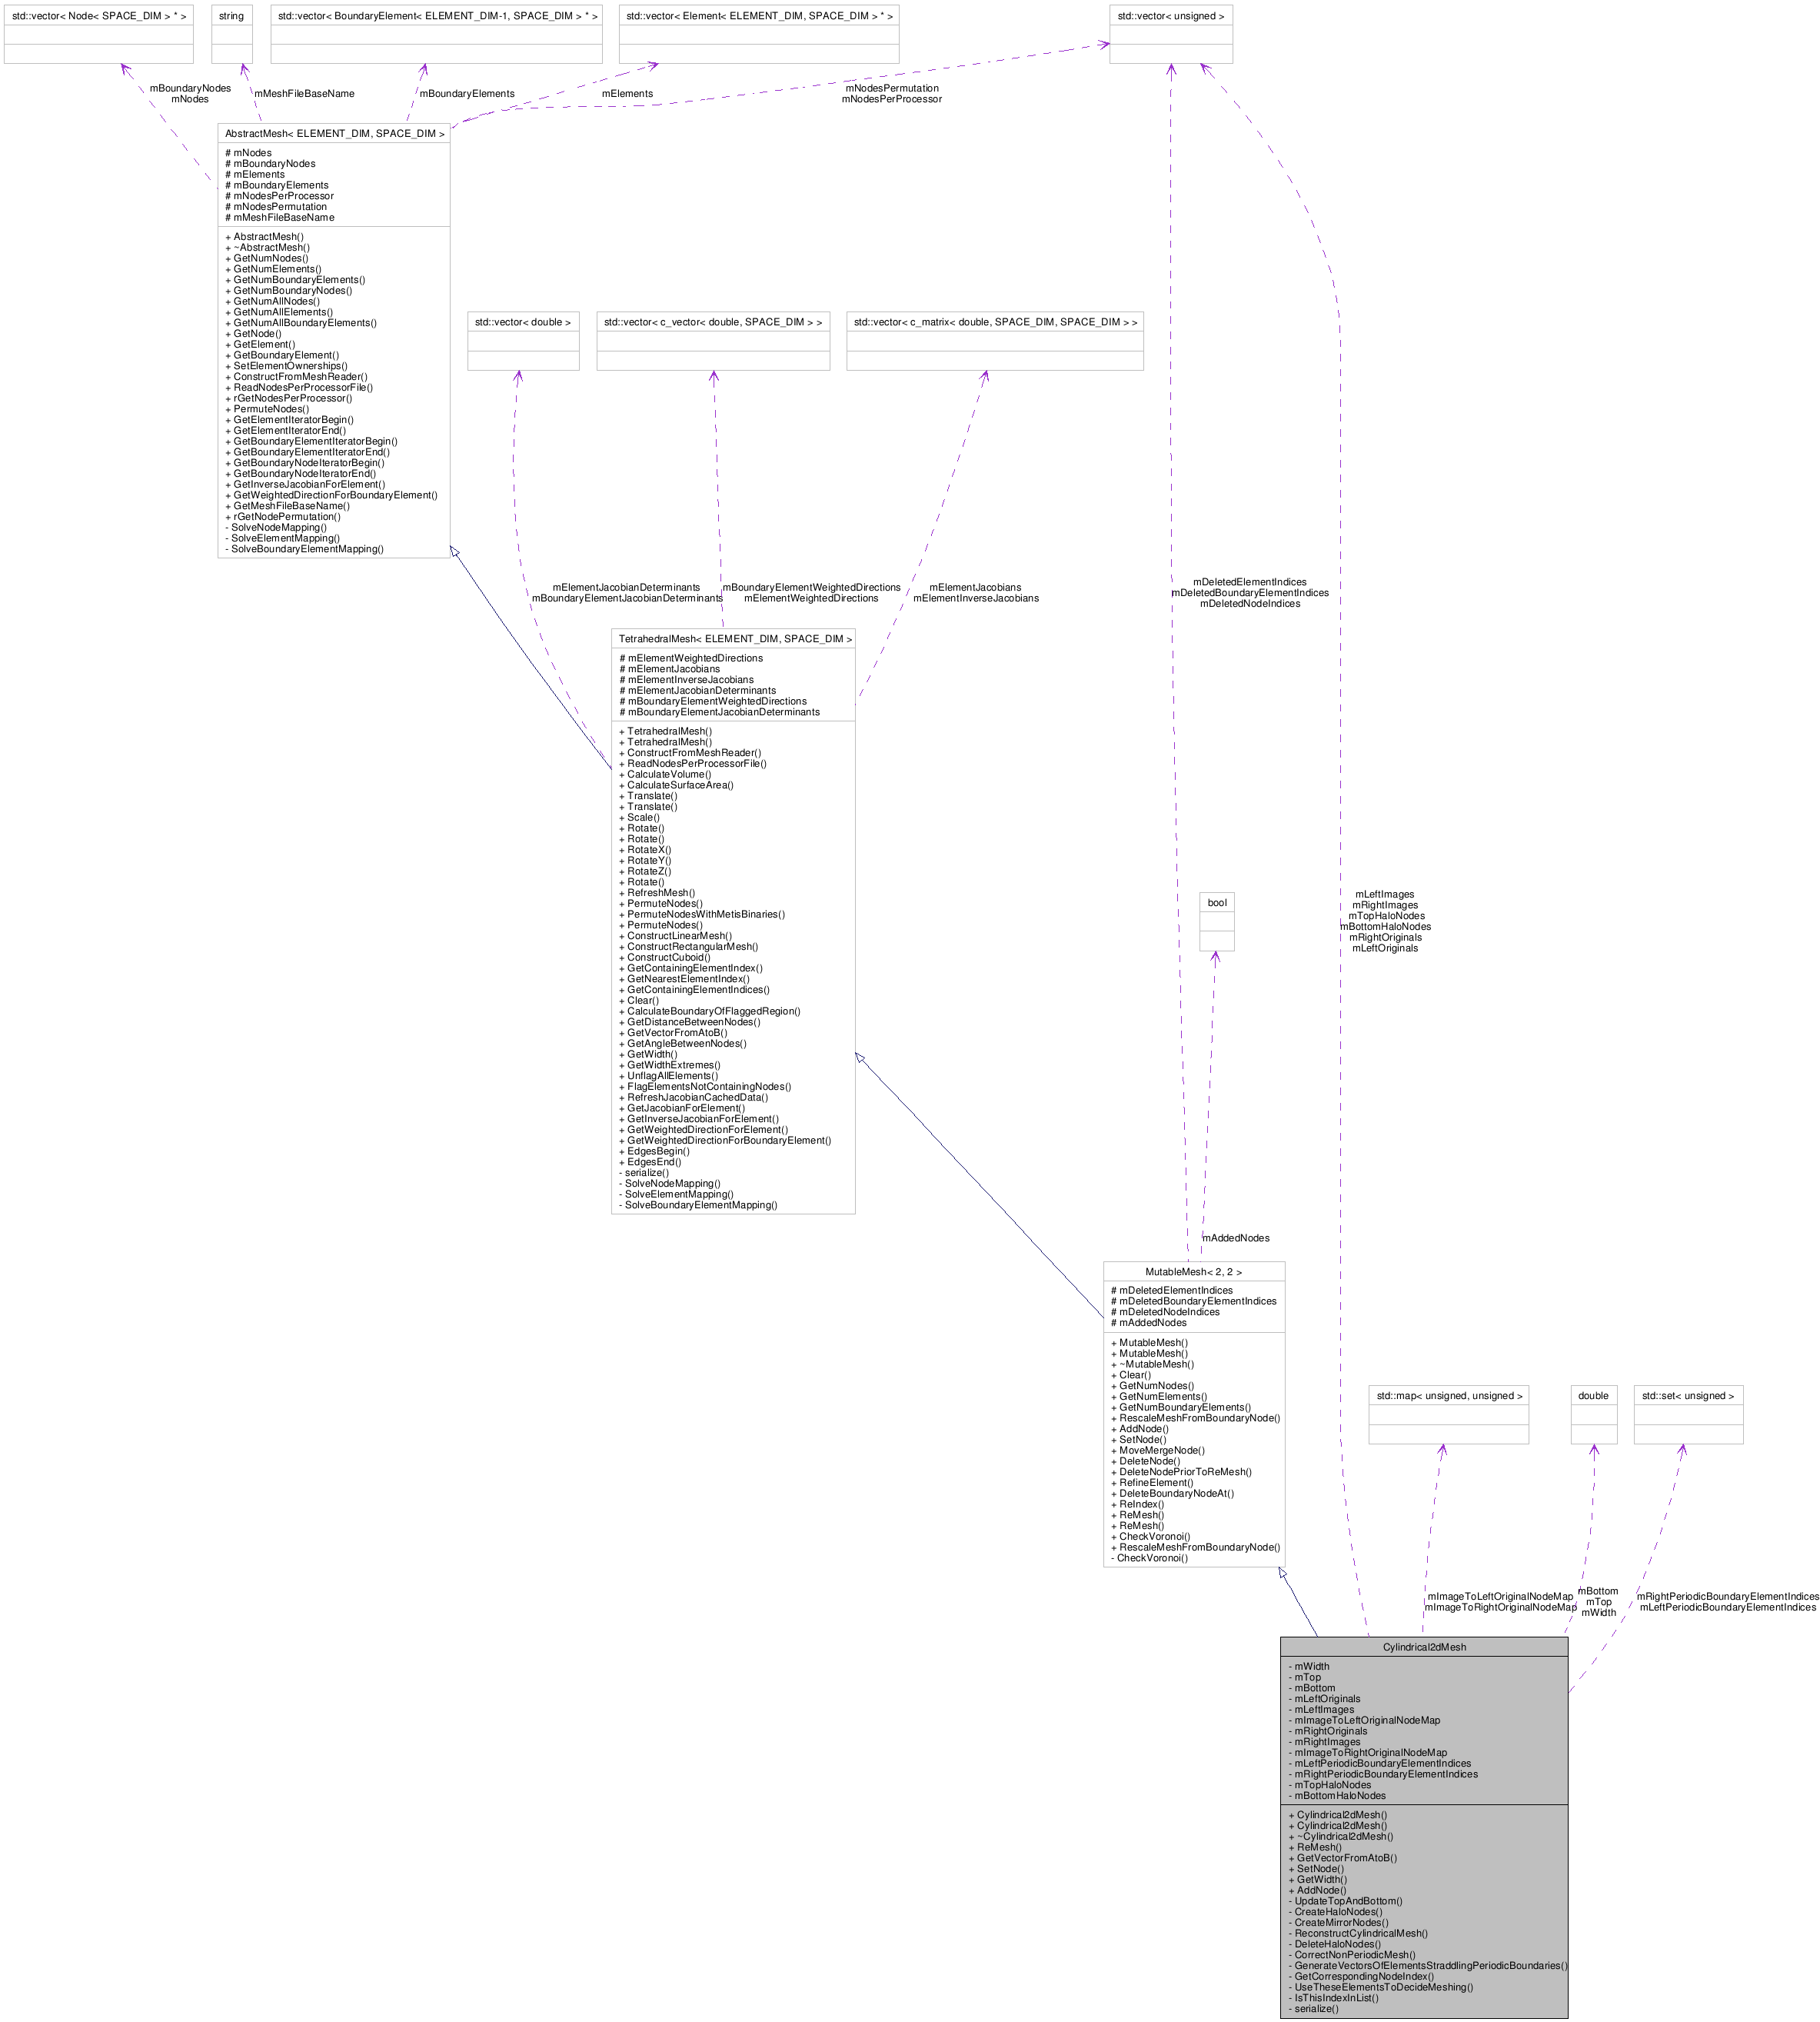 std::vector< Node< SPACE_DIM > * >
string
std::vector< BoundaryElement< ELEMENT_DIM-1, SPACE_DIM > * >
std::vector< Element< ELEMENT_DIM, SPACE_DIM > * >
std::vector< unsigned >
mBoundaryNodes
mNodes
mMeshFileBaseName
mBoundaryElements
mElements
mNodesPermutation
mNodesPerProcessor
AbstractMesh< ELEMENT_DIM, SPACE_DIM >
# mNodes
# mBoundaryNodes
# mElements
# mBoundaryElements
# mNodesPerProcessor
# mNodesPermutation
# mMeshFileBaseName
+ AbstractMesh()
+ ~AbstractMesh()
+ GetNumNodes()
+ GetNumElements()
+ GetNumBoundaryElements()
+ GetNumBoundaryNodes()
+ GetNumAllNodes()
+ GetNumAllElements()
+ GetNumAllBoundaryElements()
+ GetNode()
+ GetElement()
+ GetBoundaryElement()
+ SetElementOwnerships()
+ ConstructFromMeshReader()
+ ReadNodesPerProcessorFile()
+ rGetNodesPerProcessor()
+ PermuteNodes()
+ GetElementIteratorBegin()
+ GetElementIteratorEnd()
+ GetBoundaryElementIteratorBegin()
+ GetBoundaryElementIteratorEnd()
+ GetBoundaryNodeIteratorBegin()
+ GetBoundaryNodeIteratorEnd()
+ GetInverseJacobianForElement()
+ GetWeightedDirectionForBoundaryElement()
+ GetMeshFileBaseName()
+ rGetNodePermutation()
- SolveNodeMapping()
- SolveElementMapping()
- SolveBoundaryElementMapping()
std::vector< double >
std::vector< c_vector< double, SPACE_DIM > >
std::vector< c_matrix< double, SPACE_DIM, SPACE_DIM > >
mElementJacobianDeterminants
mBoundaryElementJacobianDeterminants
mBoundaryElementWeightedDirections
mElementWeightedDirections
mElementJacobians
mElementInverseJacobians
mDeletedElementIndices
mDeletedBoundaryElementIndices
mDeletedNodeIndices
TetrahedralMesh< ELEMENT_DIM, SPACE_DIM >
# mElementWeightedDirections
# mElementJacobians
# mElementInverseJacobians
# mElementJacobianDeterminants
# mBoundaryElementWeightedDirections
# mBoundaryElementJacobianDeterminants
+ TetrahedralMesh()
+ TetrahedralMesh()
+ ConstructFromMeshReader()
+ ReadNodesPerProcessorFile()
+ CalculateVolume()
+ CalculateSurfaceArea()
+ Translate()
+ Translate()
+ Scale()
+ Rotate()
+ Rotate()
+ RotateX()
+ RotateY()
+ RotateZ()
+ Rotate()
+ RefreshMesh()
+ PermuteNodes()
+ PermuteNodesWithMetisBinaries()
+ PermuteNodes()
+ ConstructLinearMesh()
+ ConstructRectangularMesh()
+ ConstructCuboid()
+ GetContainingElementIndex()
+ GetNearestElementIndex()
+ GetContainingElementIndices()
+ Clear()
+ CalculateBoundaryOfFlaggedRegion()
+ GetDistanceBetweenNodes()
+ GetVectorFromAtoB()
+ GetAngleBetweenNodes()
+ GetWidth()
+ GetWidthExtremes()
+ UnflagAllElements()
+ FlagElementsNotContainingNodes()
+ RefreshJacobianCachedData()
+ GetJacobianForElement()
+ GetInverseJacobianForElement()
+ GetWeightedDirectionForElement()
+ GetWeightedDirectionForBoundaryElement()
+ EdgesBegin()
+ EdgesEnd()
- serialize()
- SolveNodeMapping()
- SolveElementMapping()
- SolveBoundaryElementMapping()
bool
mLeftImages
mRightImages
mTopHaloNodes
mBottomHaloNodes
mRightOriginals
mLeftOriginals
mAddedNodes
MutableMesh< 2, 2 >
# mDeletedElementIndices
# mDeletedBoundaryElementIndices
# mDeletedNodeIndices
# mAddedNodes
+ MutableMesh()
+ MutableMesh()
+ ~MutableMesh()
+ Clear()
+ GetNumNodes()
+ GetNumElements()
+ GetNumBoundaryElements()
+ RescaleMeshFromBoundaryNode()
+ AddNode()
+ SetNode()
+ MoveMergeNode()
+ DeleteNode()
+ DeleteNodePriorToReMesh()
+ RefineElement()
+ DeleteBoundaryNodeAt()
+ ReIndex()
+ ReMesh()
+ ReMesh()
+ CheckVoronoi()
+ RescaleMeshFromBoundaryNode()
- CheckVoronoi()
std::map< unsigned, unsigned >
double
std::set< unsigned >
mImageToLeftOriginalNodeMap
mImageToRightOriginalNodeMap
mBottom
mTop
mWidth
mRightPeriodicBoundaryElementIndices
mLeftPeriodicBoundaryElementIndices
Cylindrical2dMesh
- mWidth
- mTop
- mBottom
- mLeftOriginals
- mLeftImages
- mImageToLeftOriginalNodeMap
- mRightOriginals
- mRightImages
- mImageToRightOriginalNodeMap
- mLeftPeriodicBoundaryElementIndices
- mRightPeriodicBoundaryElementIndices
- mTopHaloNodes
- mBottomHaloNodes
+ Cylindrical2dMesh()
+ Cylindrical2dMesh()
+ ~Cylindrical2dMesh()
+ ReMesh()
+ GetVectorFromAtoB()
+ SetNode()
+ GetWidth()
+ AddNode()
- UpdateTopAndBottom()
- CreateHaloNodes()
- CreateMirrorNodes()
- ReconstructCylindricalMesh()
- DeleteHaloNodes()
- CorrectNonPeriodicMesh()
- GenerateVectorsOfElementsStraddlingPeriodicBoundaries()
- GetCorrespondingNodeIndex()
- UseTheseElementsToDecideMeshing()
- IsThisIndexInList()
- serialize()